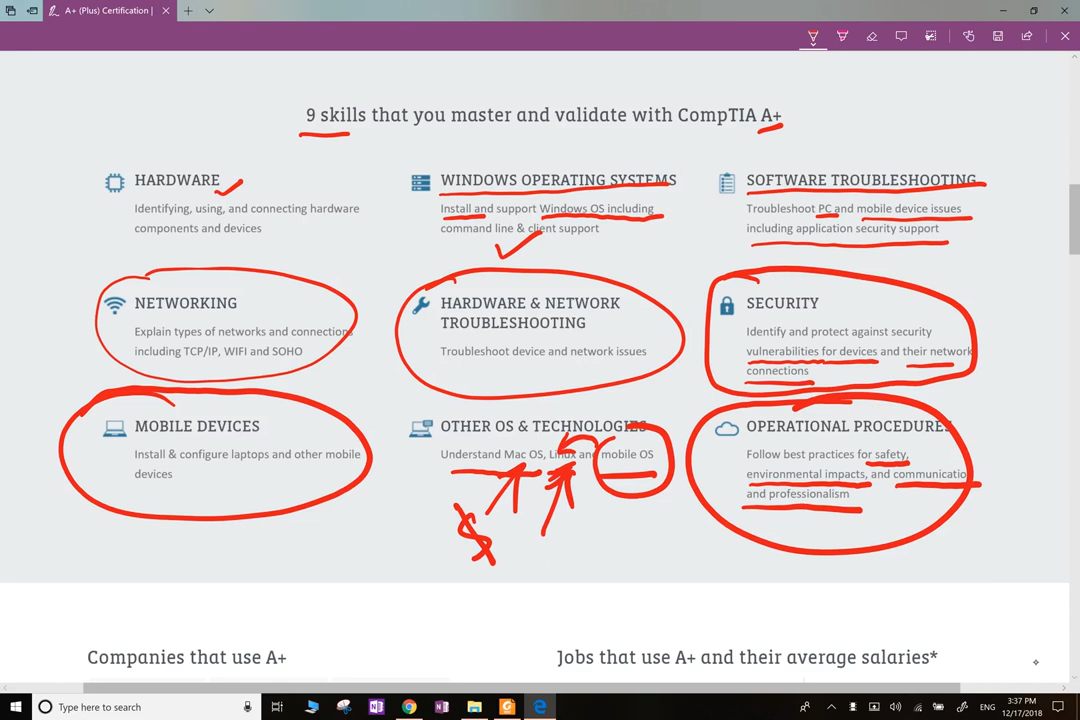 A+ (Plus) Certification |
9 skills that you master and validate with CompTIA A+
HARDWARE
Identifying, using, and connecting hardware
components and devices
WINDOWS OPERATING SYSTEMS
Install and support Windows OS including
command line & client support
SOFTWARE TROUBLESHOOTING
Troubleshoot PC and mobile device issues
including application security support
NETWORKING
Explain types of networks and connections
including TCP/IP, WIFI and SOHO
HARDWARE & NETWORK
TROUBLESHOOTING
Troubleshoot device and network issues
SECURITY
Identify and protect against security
vulnerabilities for devices and their network
connections
MOBILE DEVICES
Install & configure laptops and other mobile
devices
OTHER OS & TECHNOLOGIES
Understand Mac OS, Linux and mobile OS
$
OPERATIONAL PROCEDURES
Follow best practices for safety,
environmental impacts, and communication
and professionalism
Companies that use A+
Jobs that use A+ and their average salaries*
Type here to search
ENG
3:37 PM
12/17/2018